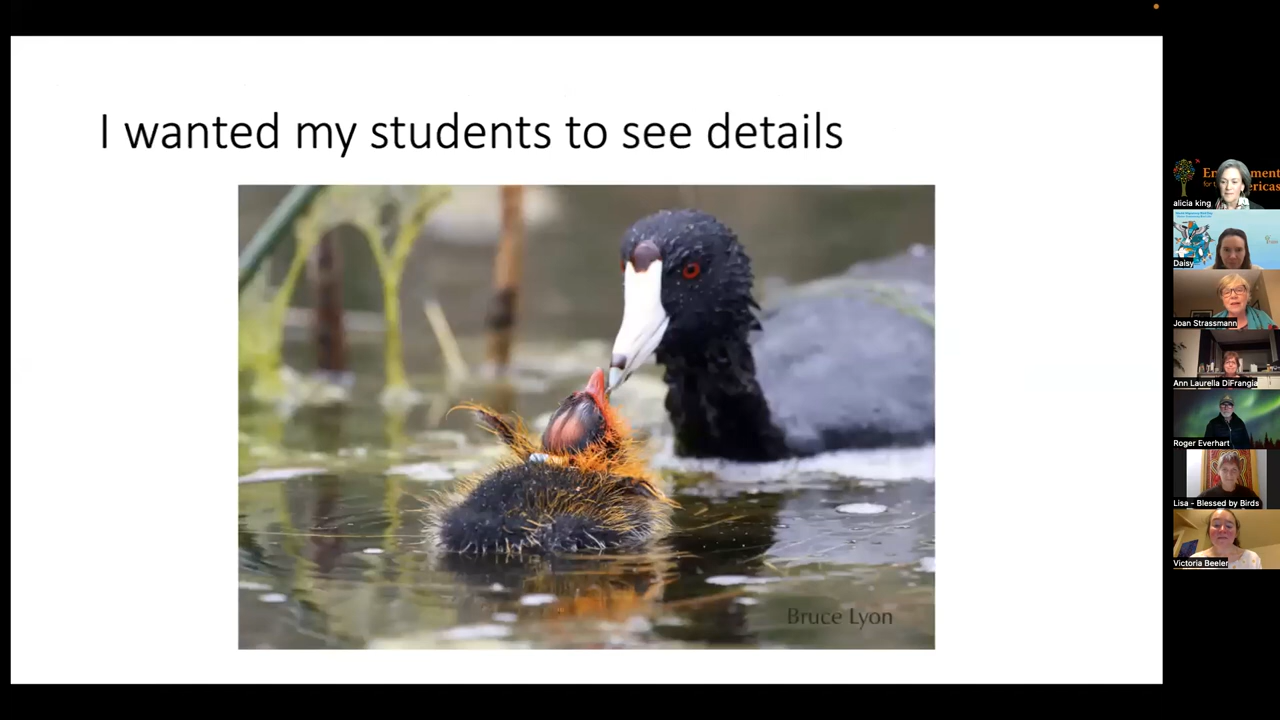 I wanted my students to see details
Bruce Lyon
alicia king
Daisy
Joan Strassmann
Ann Laurella DiFrangia
Roger Everhart
Lisa - Blessed by Birds
Victoria Beeler